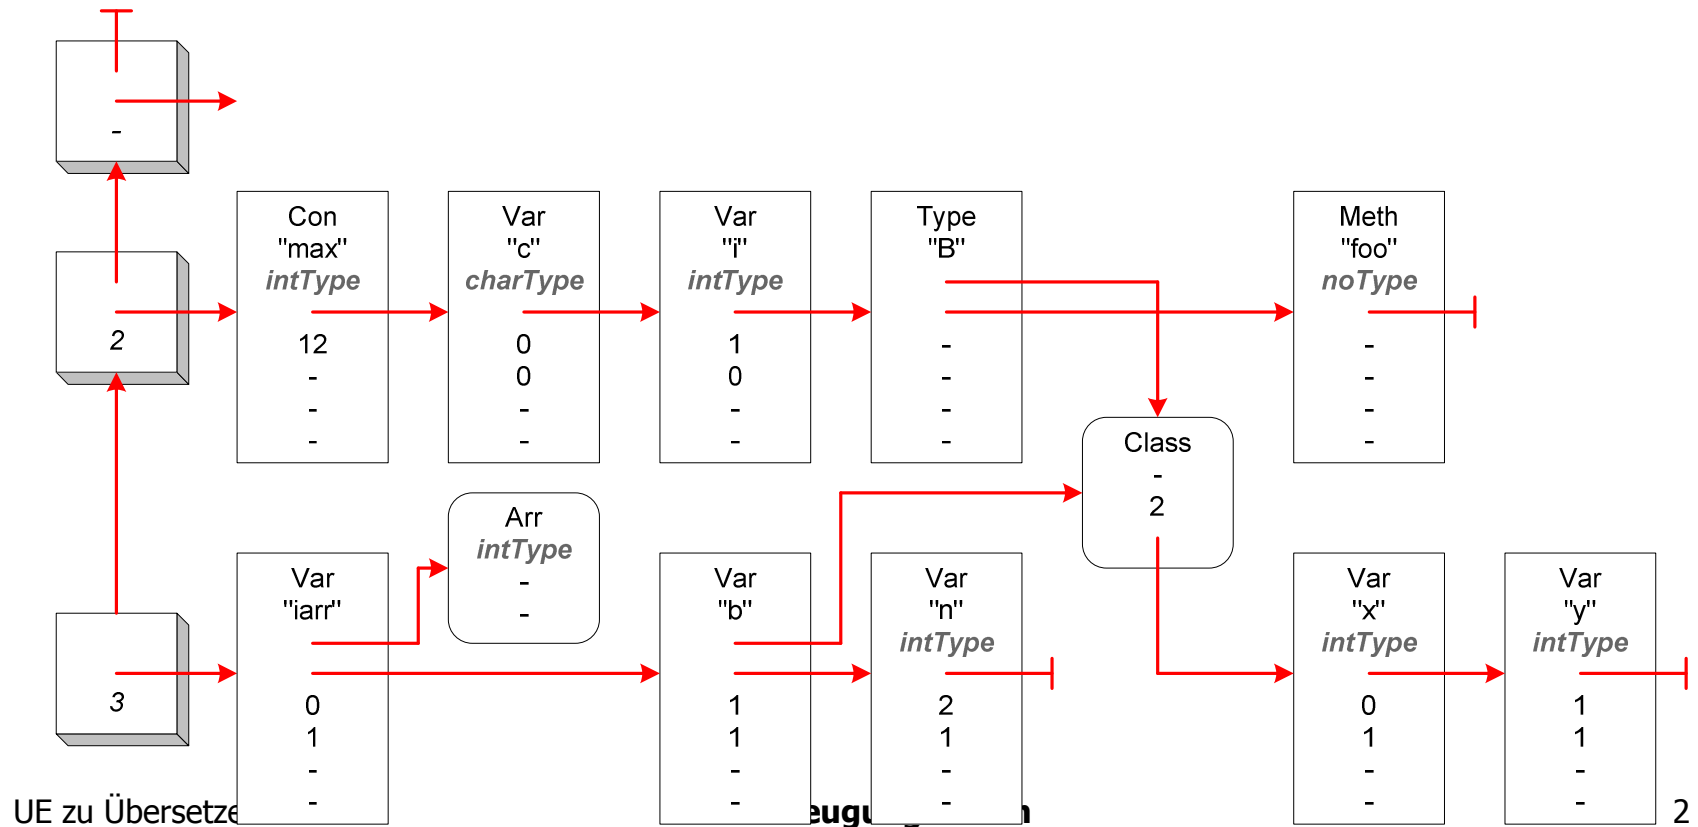 -
2
Con
"max"
intType
12
-
-
-
Var
"c"
charType
0
0
-
-
Var
"i"
intType
1
0
-
-
Type
"B"
-
-
-
-
Meth
"foo"
noType
-
-
-
-
Class
-
2
Arr
intType
-
-
3
Var
"iarr"
0
1
-
-
Var
"b"
1
1
-
-
Var
"n"
intType
2
1
-
-
Var
"x"
intType
0
1
-
-
Var
"y"
intType
1
1
-
-
UE zu 2